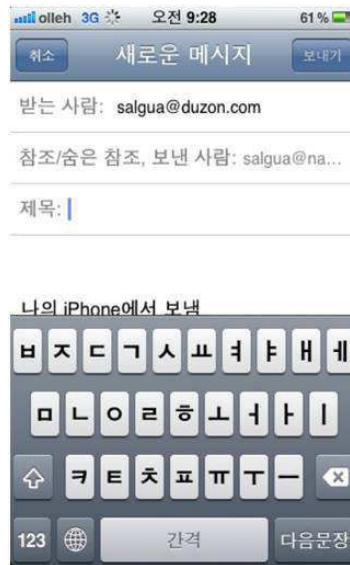 olleh 3G 오전 9:28 61%
취소 새로운 메시지 보내기
받는 사람: salgua@duzon.com
참조/숨은 참조, 보낸 사람: salgua@na...
제목:
나의 iPhone에서 보냄
ㅂ ㅈ ㄷ ㄱ ㅅ ㅛ ㅕ ㅑ ㅐ ㅔ
ㅁ ㄴ ㅇ ㄹ ㅎ ㅗ ㅓ ㅏ ㅣ
ㅋ ㅌ ㅊ ㅍ ㅠ ㅜ ㅡ
123 간격 다음문장